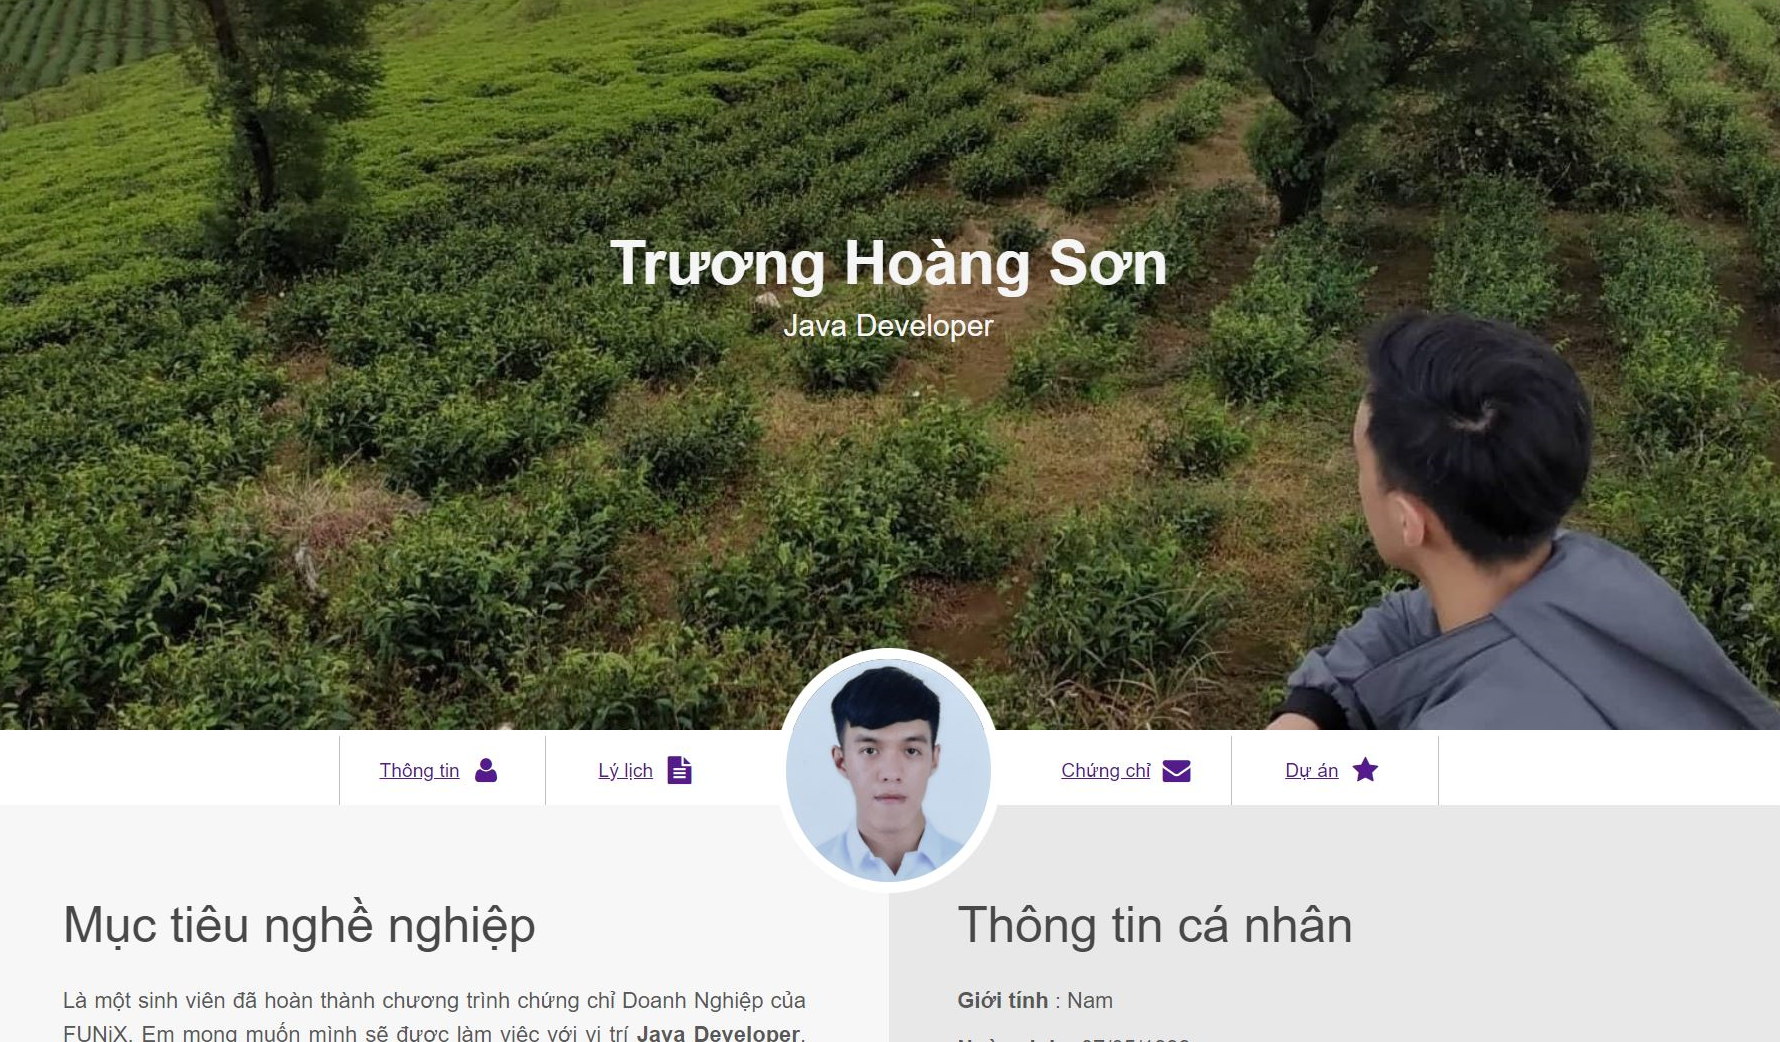 Trương Hoàng Sơn
Java Developer
Thông tin
Lý lịch
Chứng chỉ
Dự án
Mục tiêu nghề nghiệp
Là một sinh viên đã hoàn thành chương trình chứng chỉ Doanh Nghiệp của
FUNiX. Em mong muốn mình sẽ được làm việc với vị trí Java Developer.
Thông tin cá nhân
Giới tính : Nam